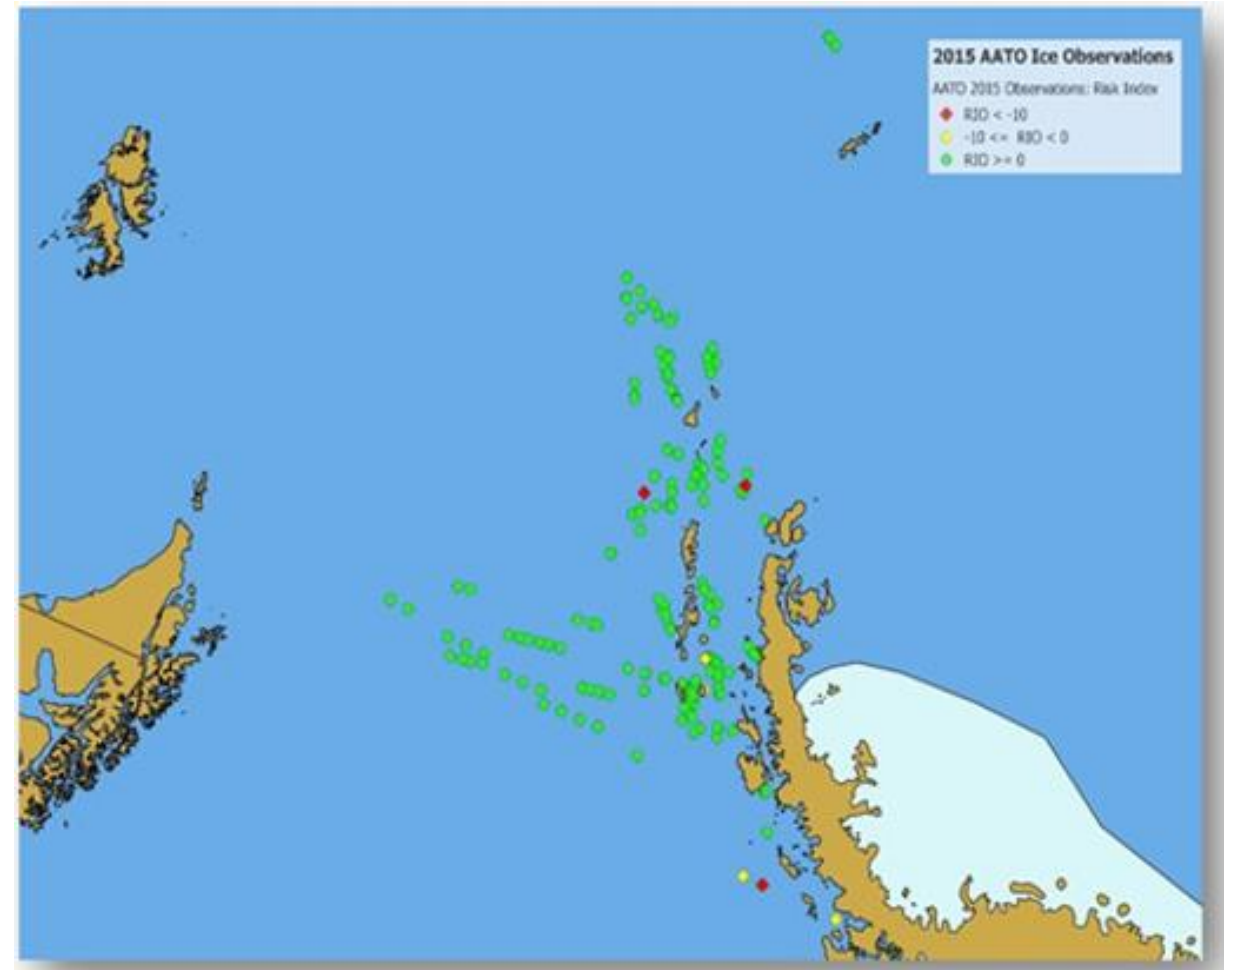 2015 AATO Ice Observations
AATO 2015 Observations: Risk Index
RIO < -10
-10 <= RIO < 0
RIO >= 0